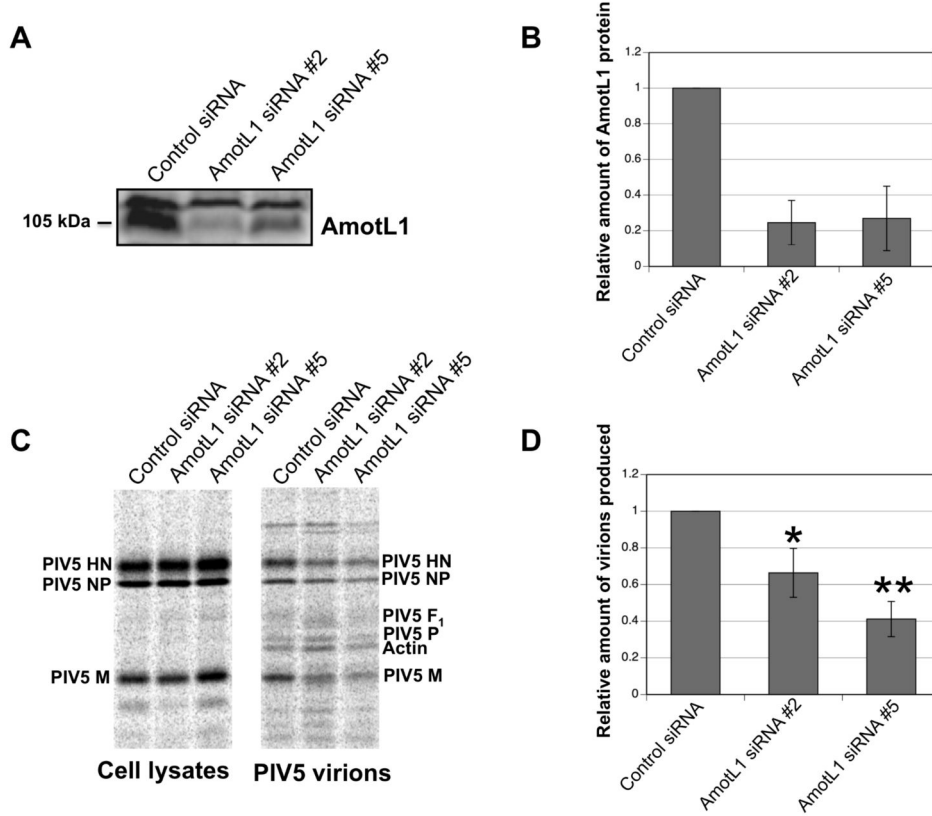 A
Control siRNA
AmotL1 siRNA #2
AmotL1 siRNA #5
105 kDa
AmotL1
B
Relative amount of AmotL1 protein
1.2
1
0.8
0.6
0.4
0.2
0
Control siRNA
AmotL1 siRNA #2
AmotL1 siRNA #5
C
Control siRNA
AmotL1 siRNA #2
AmotL1 siRNA #5
Control siRNA
AmotL1 siRNA #2
AmotL1 siRNA #5
PIV5 HN
PIV5 NP
PIV5 M
PIV5 HN
PIV5 NP
PIV5 F₁
PIV5 P
Actin
PIV5 M
Cell lysates
PIV5 virions
D
Relative amount of virions produced
1.2
1
0.8
0.6
0.4
0.2
0
*
**
Control siRNA
AmotL1 siRNA #2
AmotL1 siRNA #5